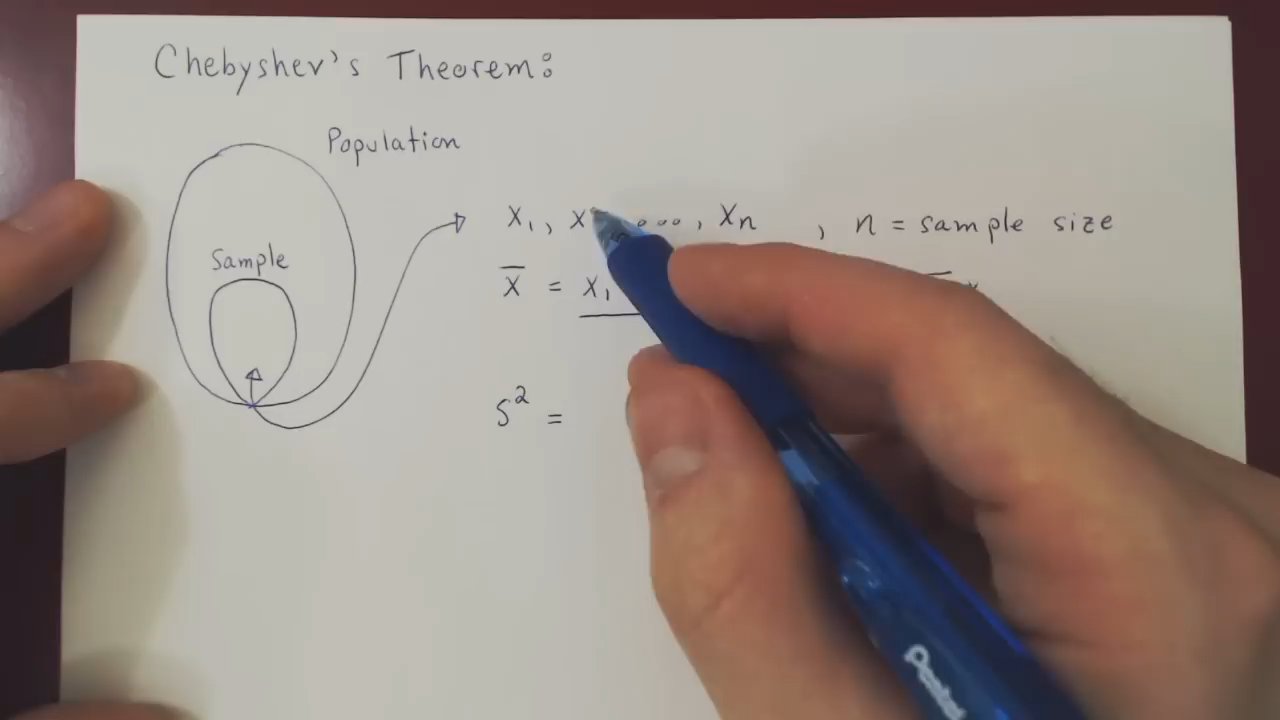 Chebyshev's Theorem:
Population
Sample
X₁, X , ..., Xn , n = sample size
x̄ = x₁
S² =
Pentel